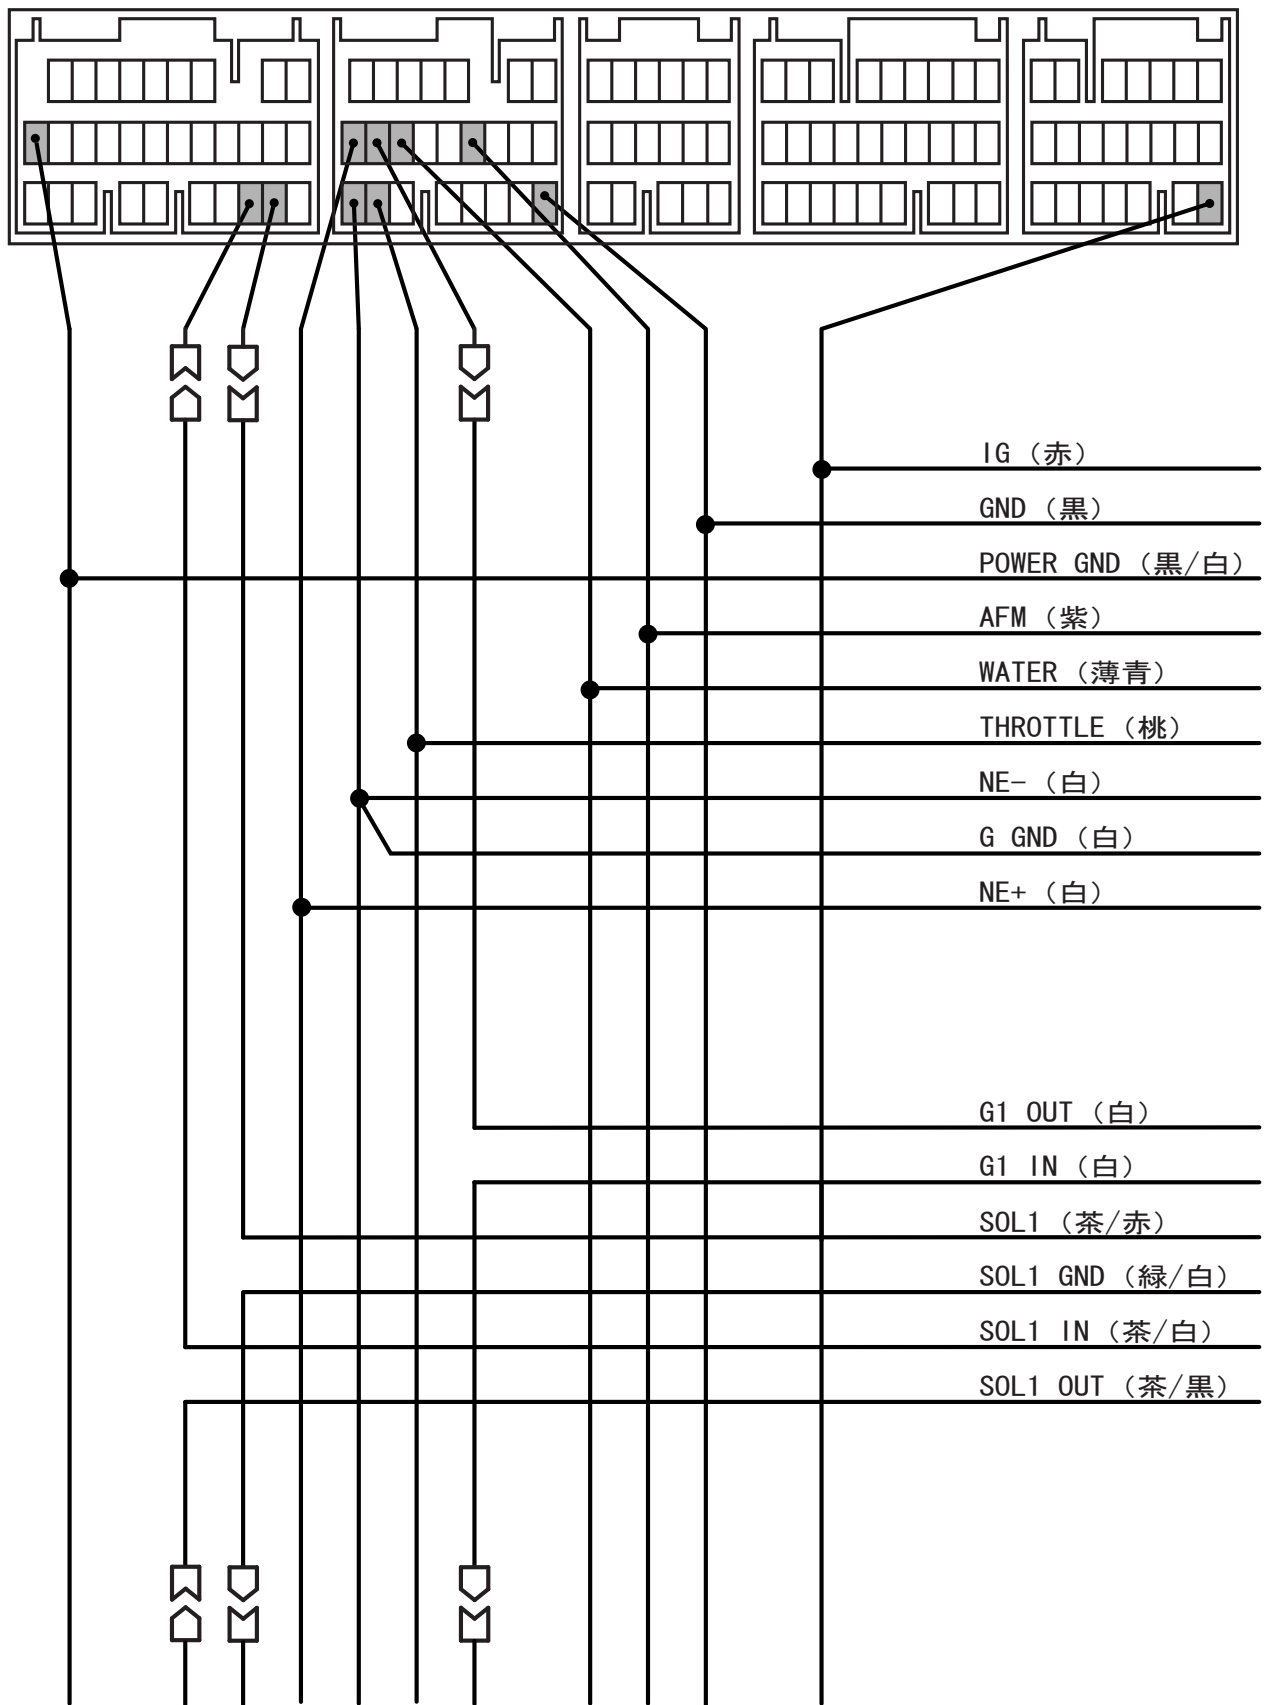 IG（赤）
GND（黒）
POWER GND（黒/白）
AFM（紫）
WATER（薄青）
THROTTLE（桃）
NE-（白）
G GND（白）
NE+（白）
G1 OUT（白）
G1 IN（白）
SOL1（茶/赤）
SOL1 GND（緑/白）
SOL1 IN（茶/白）
SOL1 OUT（茶/黒）